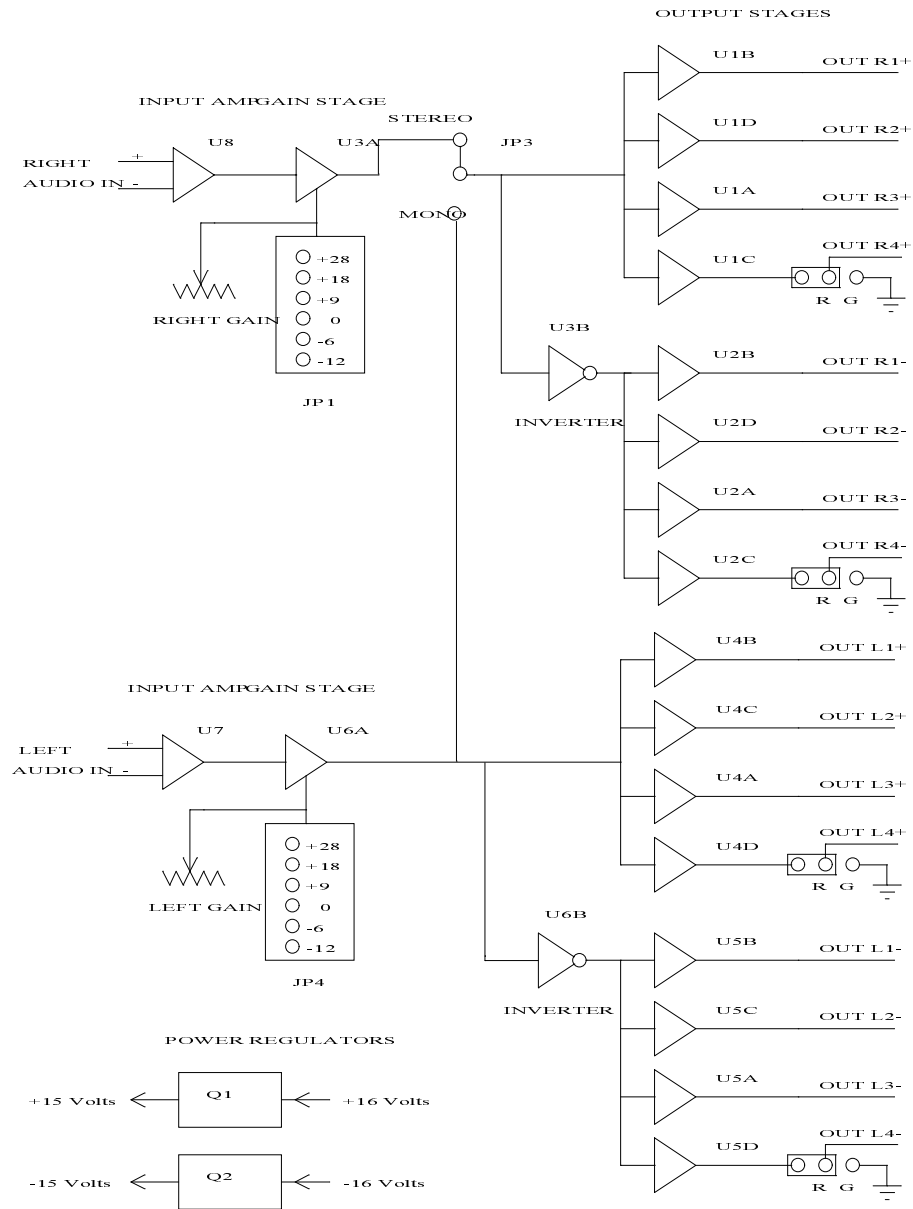 OUTPUT STAGES
U1B
OUT R1+
INPUT AMP GAIN STAGE
STEREO
U8
U3A
JP3
U1D
OUT R2+
RIGHT
+
AUDIO IN -
U1A
OUT R3+
MONO
U1C
OUT R4+
R G
+28
+18
+9
0
-6
-12
RIGHT GAIN
JP1
U3B
INVERTER
U2B
OUT R1-
U2D
OUT R2-
U2A
OUT R3-
U2C
OUT R4-
R G
INPUT AMP GAIN STAGE
U7
U6A
LEFT
+
AUDIO IN -
U4B
OUT L1+
U4C
OUT L2+
U4A
OUT L3+
U4D
OUT L4+
R G
+28
+18
+9
0
-6
-12
LEFT GAIN
JP4
U6B
INVERTER
U5B
OUT L1-
U5C
OUT L2-
U5A
OUT L3-
U5D
OUT L4-
R G
POWER REGULATORS
+15 Volts
Q1
+16 Volts
-15 Volts
Q2
-16 Volts